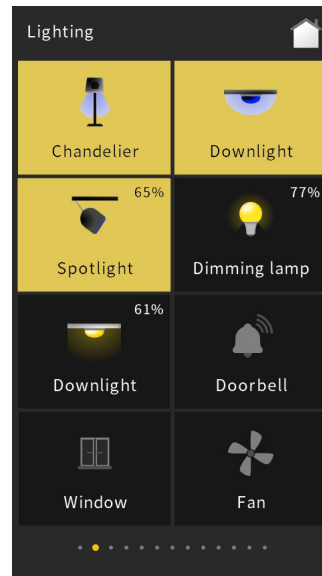 Lighting
Chandelier
Downlight
65%
Spotlight
77%
Dimming lamp
61%
Downlight
Doorbell
Window
Fan